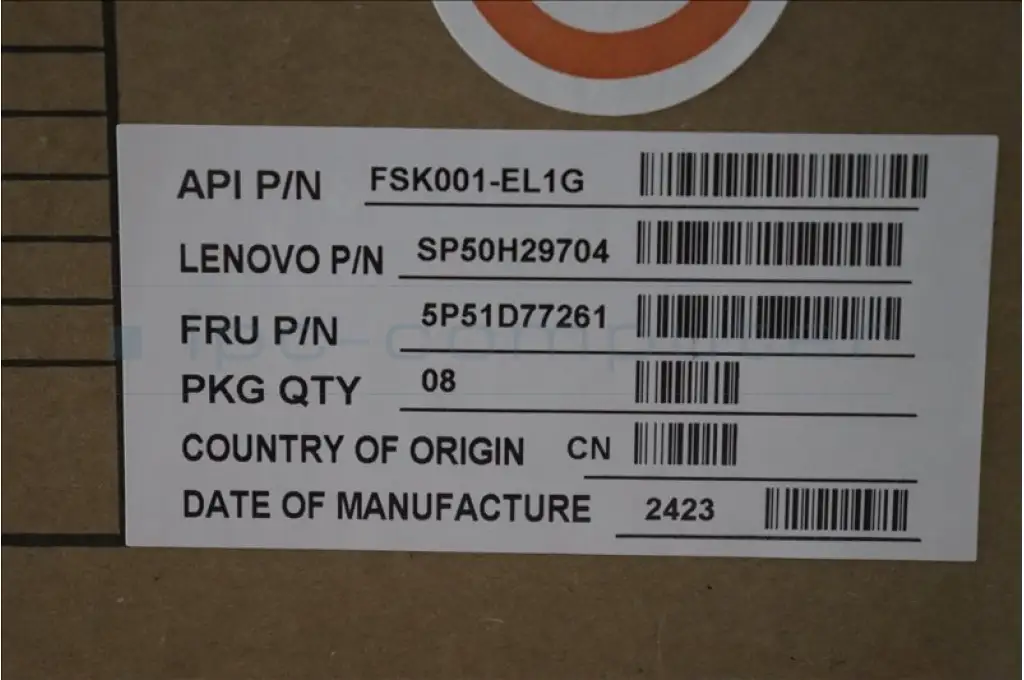 API P/N FSK001-EL1G
LENOVO P/N SP50H29704
FRU P/N 5P51D77261
PKG QTY 08
COUNTRY OF ORIGIN CN
DATE OF MANUFACTURE 2423